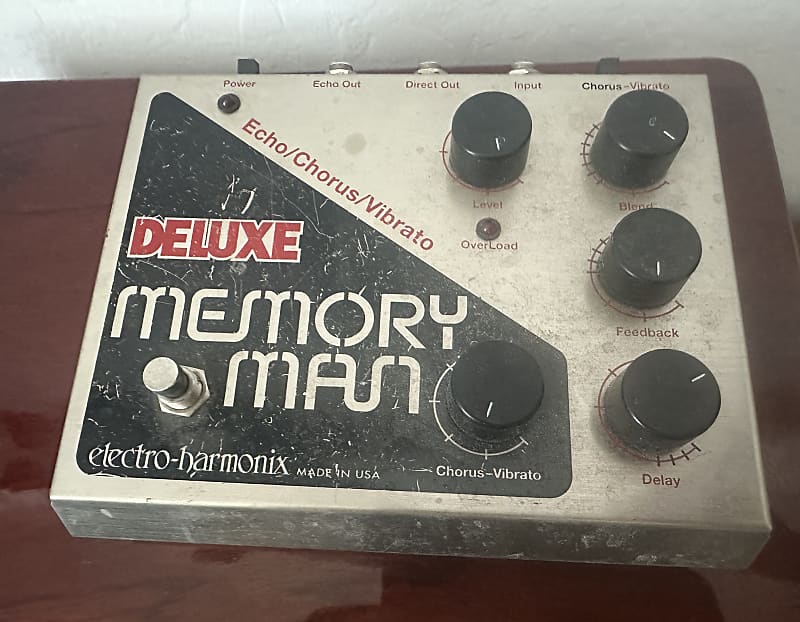 Power
Echo Out
Direct Out
Input
Chorus-Vibrato
Echo/Chorus/Vibrato
Level
Blend
OverLoad
DELUXE
MEMORY
MAN
Feedback
Chorus-Vibrato
Delay
electro-harmonix MADE IN USA